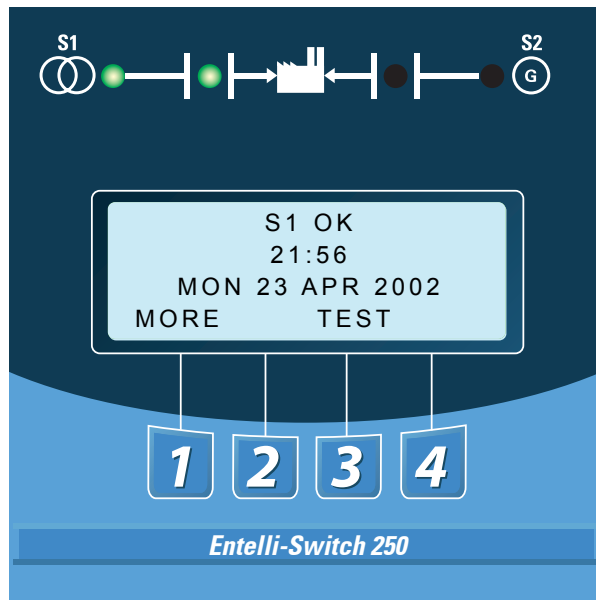 S1 S2
G
S1 OK
21:56
MON 23 APR 2002
MORE TEST
1 2 3 4
Entelli-Switch 250